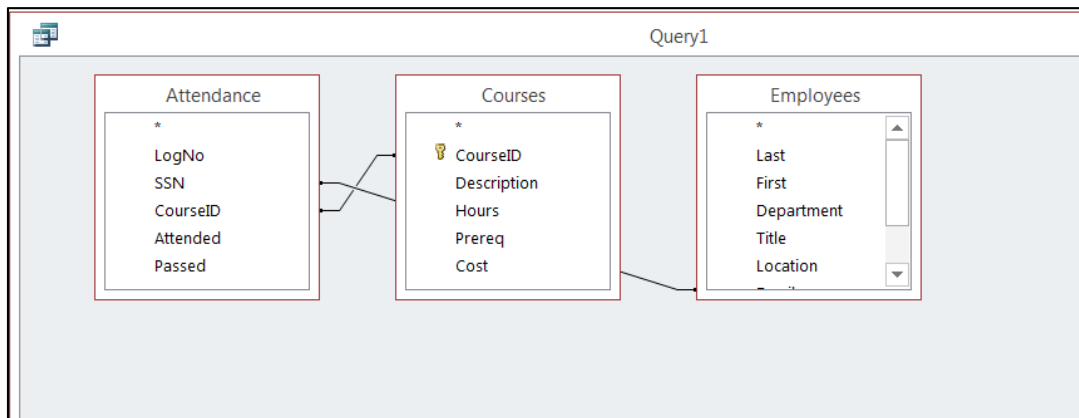 Query1
Attendance
*
LogNo
SSN
CourseID
Attended
Passed
Courses
*
CourseID
Description
Hours
Prereq
Cost
Employees
*
Last
First
Department
Title
Location